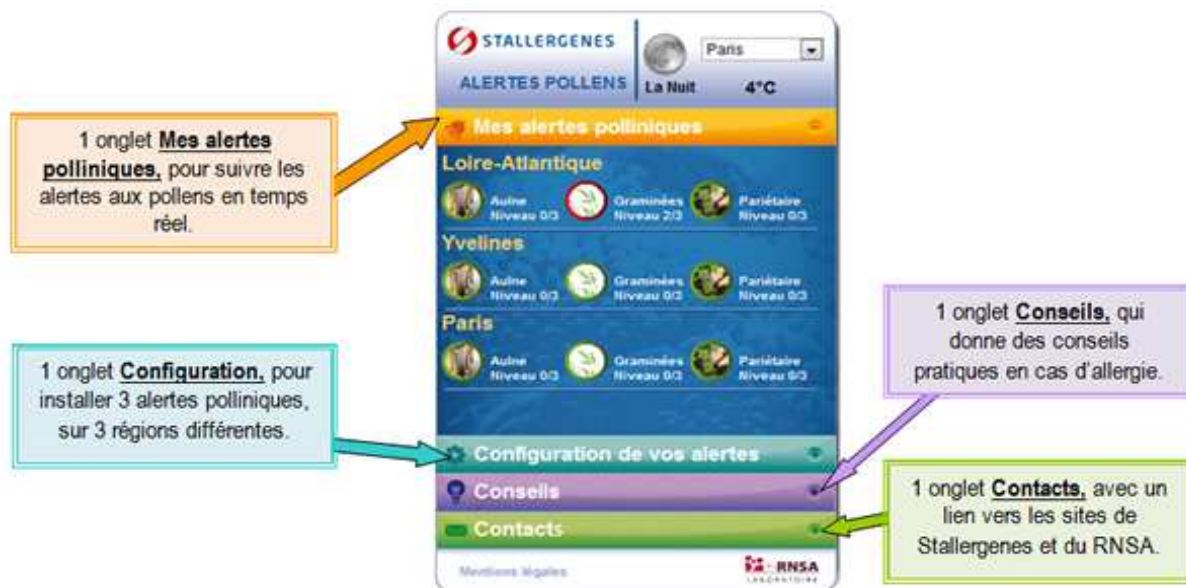 STALLERGENES
ALERTES POLLENS
Paris
La Nuit
4°C
1 onglet Mes alertes
polliniques, pour suivre les
alertes aux pollens en temps
réel.
Mes alertes polliniques
Loire-Atlantique
Aulne
Niveau 0/3
Graminées
Niveau 2/3
Pariétaire
Niveau 0/3
Yvelines
Aulne
Niveau 0/3
Graminées
Niveau 0/3
Pariétaire
Niveau 0/3
Paris
Aulne
Niveau 0/3
Graminées
Niveau 0/3
Pariétaire
Niveau 0/3
1 onglet Configuration, pour
installer 3 alertes polliniques,
sur 3 régions différentes.
1 onglet Conseils, qui
donne des conseils
pratiques en cas d'allergie.
Configuration de vos alertes
Conseils
Contacts
1 onglet Contacts, avec un
lien vers les sites de
Stallergenes et du RNSA.
Mentions légales
RNSA
LABORATOIRE